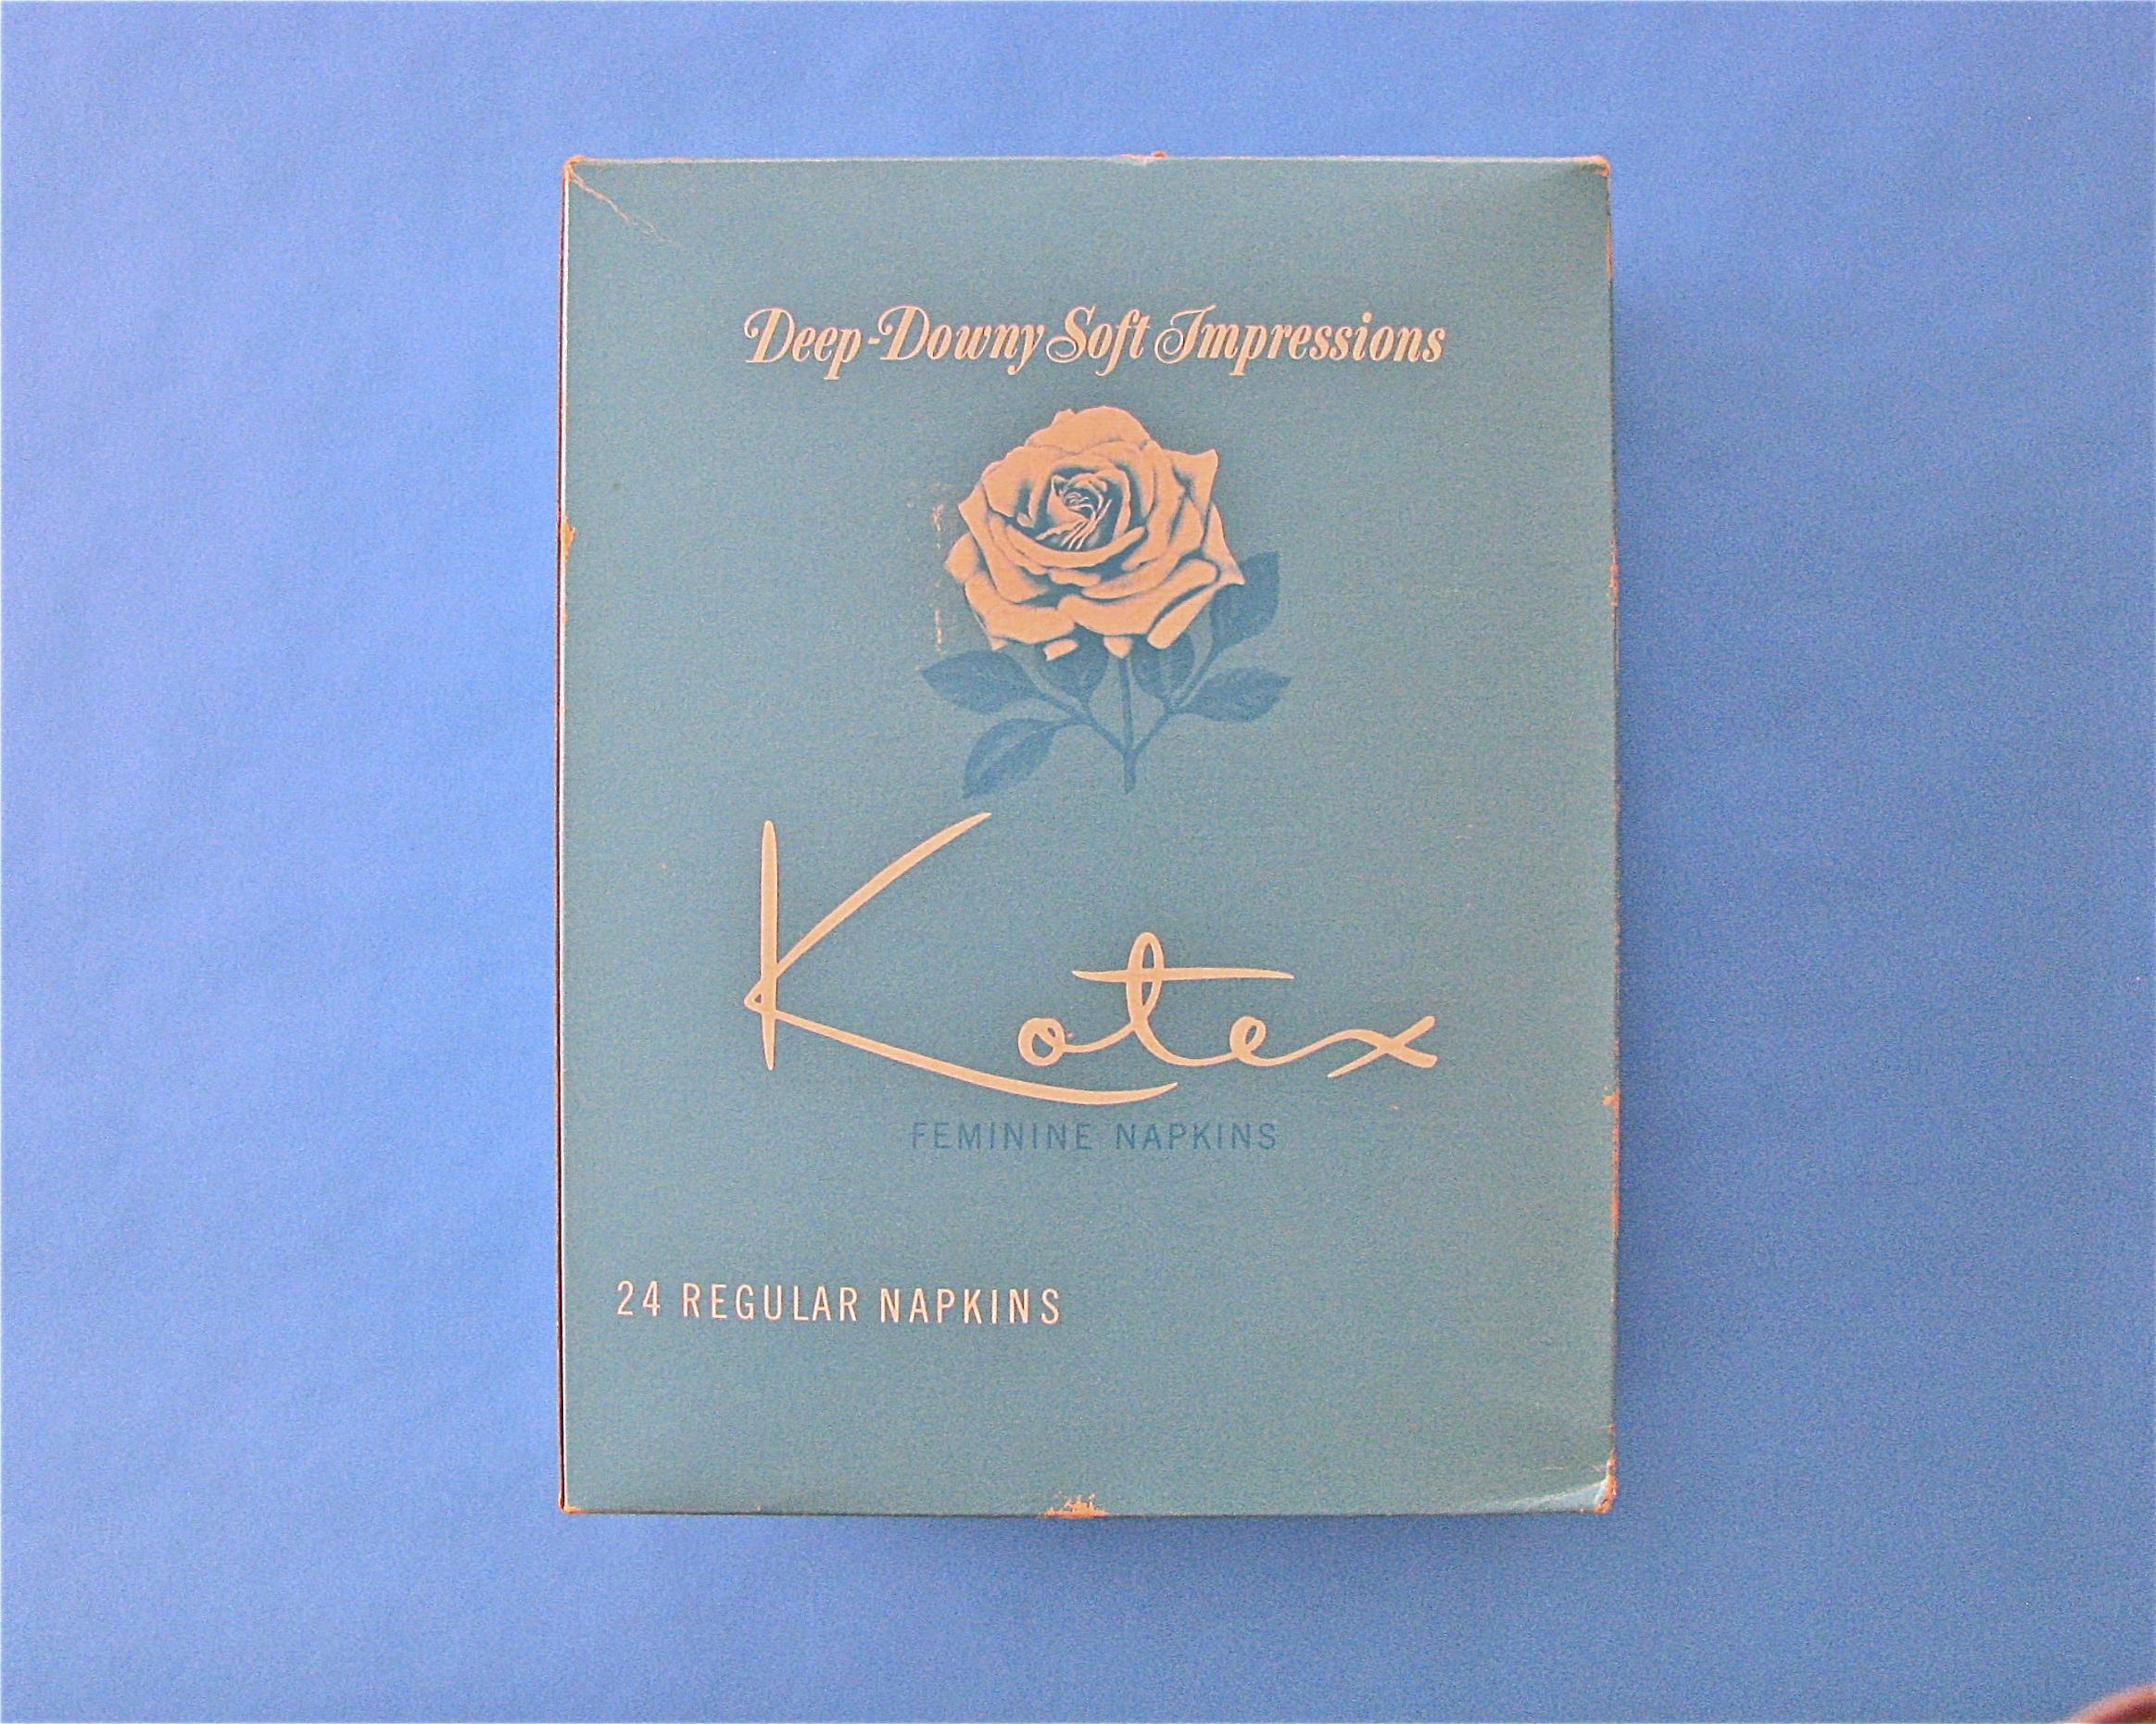 Deep-Downy Soft Impressions
Kotex
FEMININE NAPKINS
24 REGULAR NAPKINS